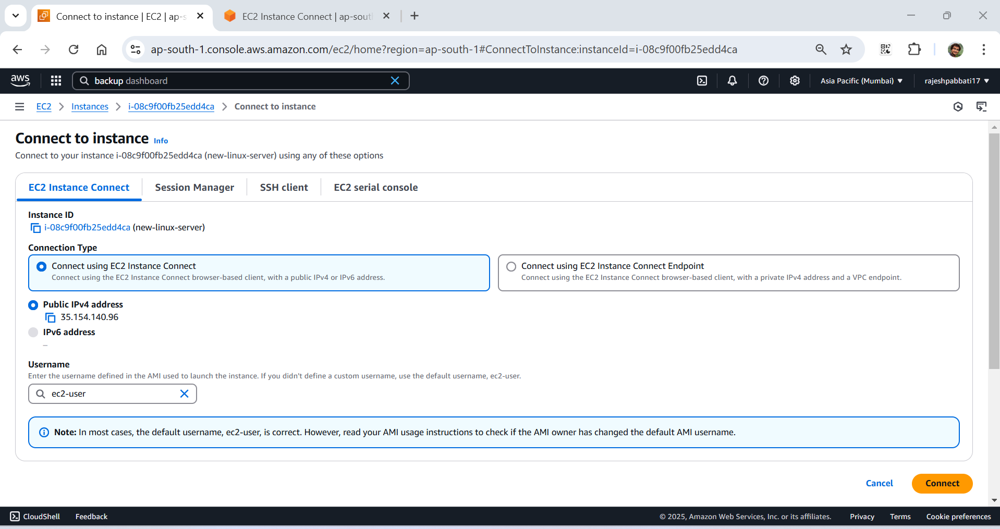 Connect to instance | EC2 | ap-s
EC2 Instance Connect | ap-sout
ap-south-1.console.aws.amazon.com/ec2/home?region=ap-south-1#ConnectToInstance:instanceId=i-08c9f00fb25edd4ca
aws
backup dashboard
Asia Pacific (Mumbai)
rajeshpabbati17
EC2
Instances
i-08c9f00fb25edd4ca
Connect to instance
Connect to instance Info
Connect to your instance i-08c9f00fb25edd4ca (new-linux-server) using any of these options
EC2 Instance Connect
Session Manager
SSH client
EC2 serial console
Instance ID
i-08c9f00fb25edd4ca (new-linux-server)
Connection Type
Connect using EC2 Instance Connect
Connect using the EC2 Instance Connect browser-based client, with a public IPv4 or IPv6 address.
Connect using EC2 Instance Connect Endpoint
Connect using the EC2 Instance Connect browser-based client, with a private IPv4 address and a VPC endpoint.
Public IPv4 address
35.154.140.96
IPv6 address
–
Username
Enter the username defined in the AMI used to launch the instance. If you didn't define a custom username, use the default username, ec2-user.
ec2-user
Note: In most cases, the default username, ec2-user, is correct. However, read your AMI usage instructions to check if the AMI owner has changed the default AMI username.
Cancel
Connect
CloudShell
Feedback
© 2025, Amazon Web Services, Inc. or its affiliates.
Privacy
Terms
Cookie preferences